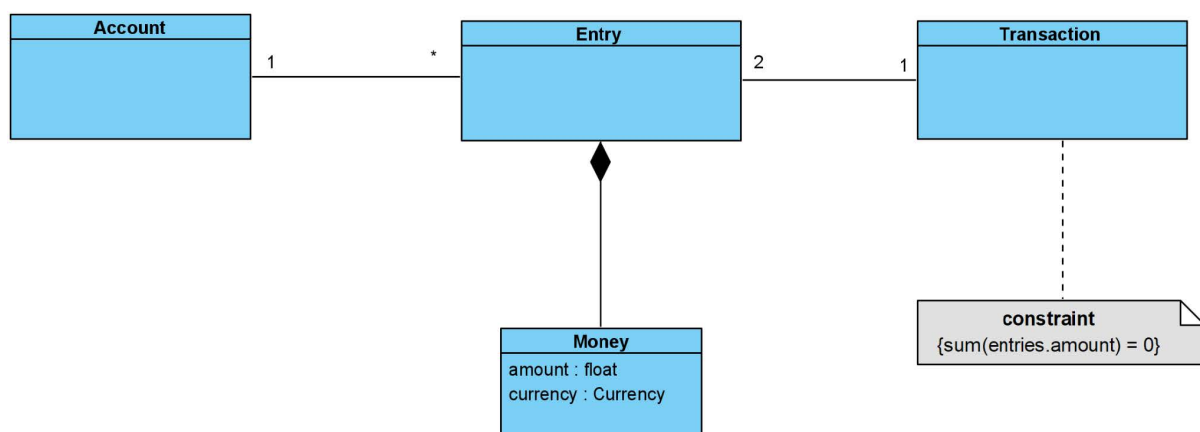 Account
1
*
Entry
2
1
Transaction
Money
amount : float
currency : Currency
constraint
{sum(entries.amount) = 0}